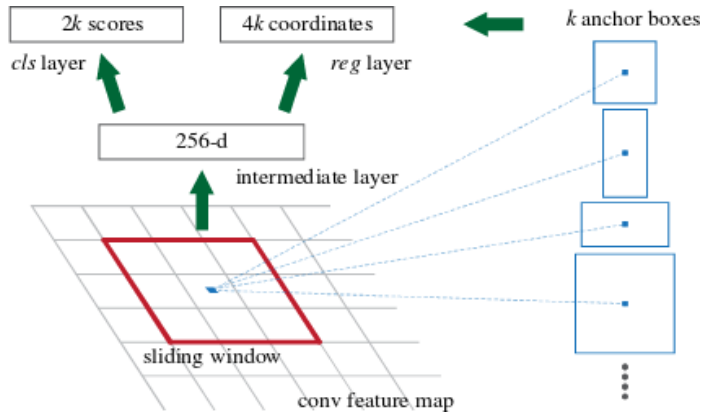 2k scores
4k coordinates
k anchor boxes
cls layer
reg layer
256-d
intermediate layer
sliding window
conv feature map